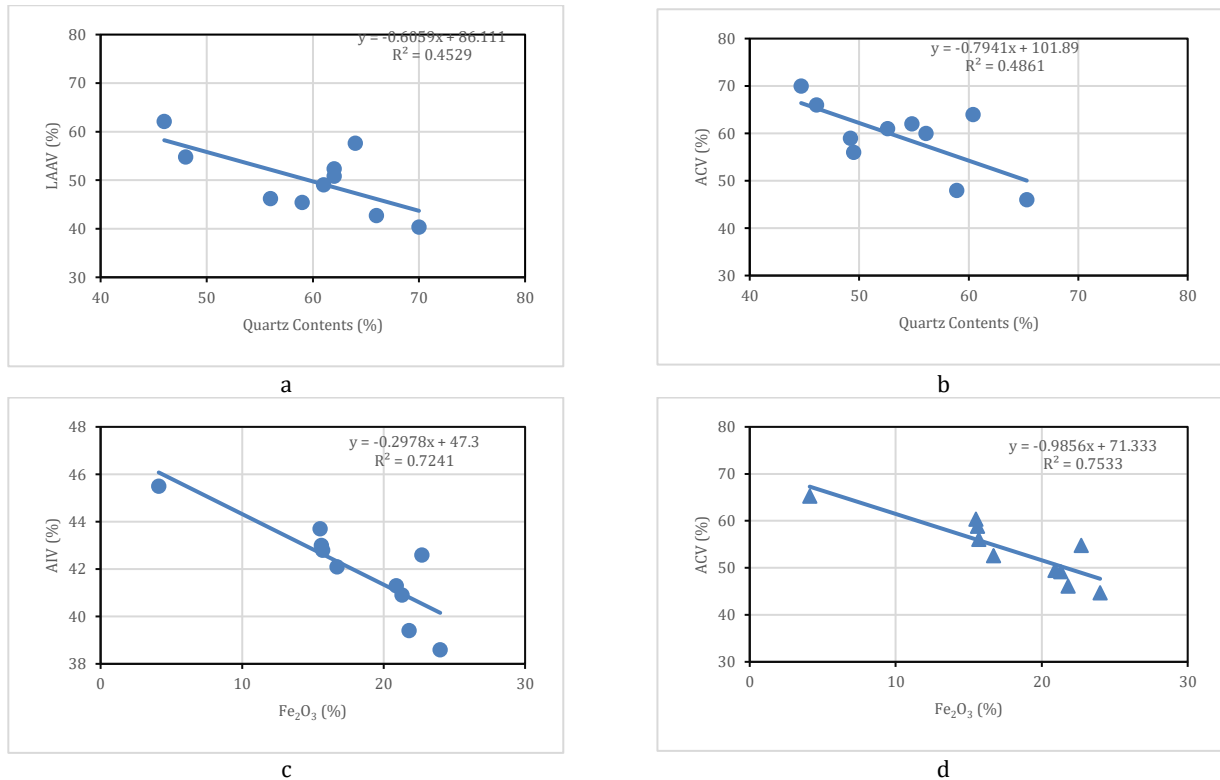 y = -0.6059x + 86.111
R² = 0.4529
80
70
60
50
40
30
LAAV (%)
40 50 60 70 80
Quartz Contents (%)
a
y = -0.7941x + 101.89
R² = 0.4861
80
70
60
50
40
30
ACV (%)
40 50 60 70 80
Quartz Contents (%)
b
y = -0.2978x + 47.3
R² = 0.7241
48
46
44
42
40
38
AIV (%)
0 10 20 30
Fe₂O₃ (%)
c
y = -0.9856x + 71.333
R² = 0.7533
80
70
60
50
40
30
ACV (%)
0 10 20 30
Fe₂O₃ (%)
d